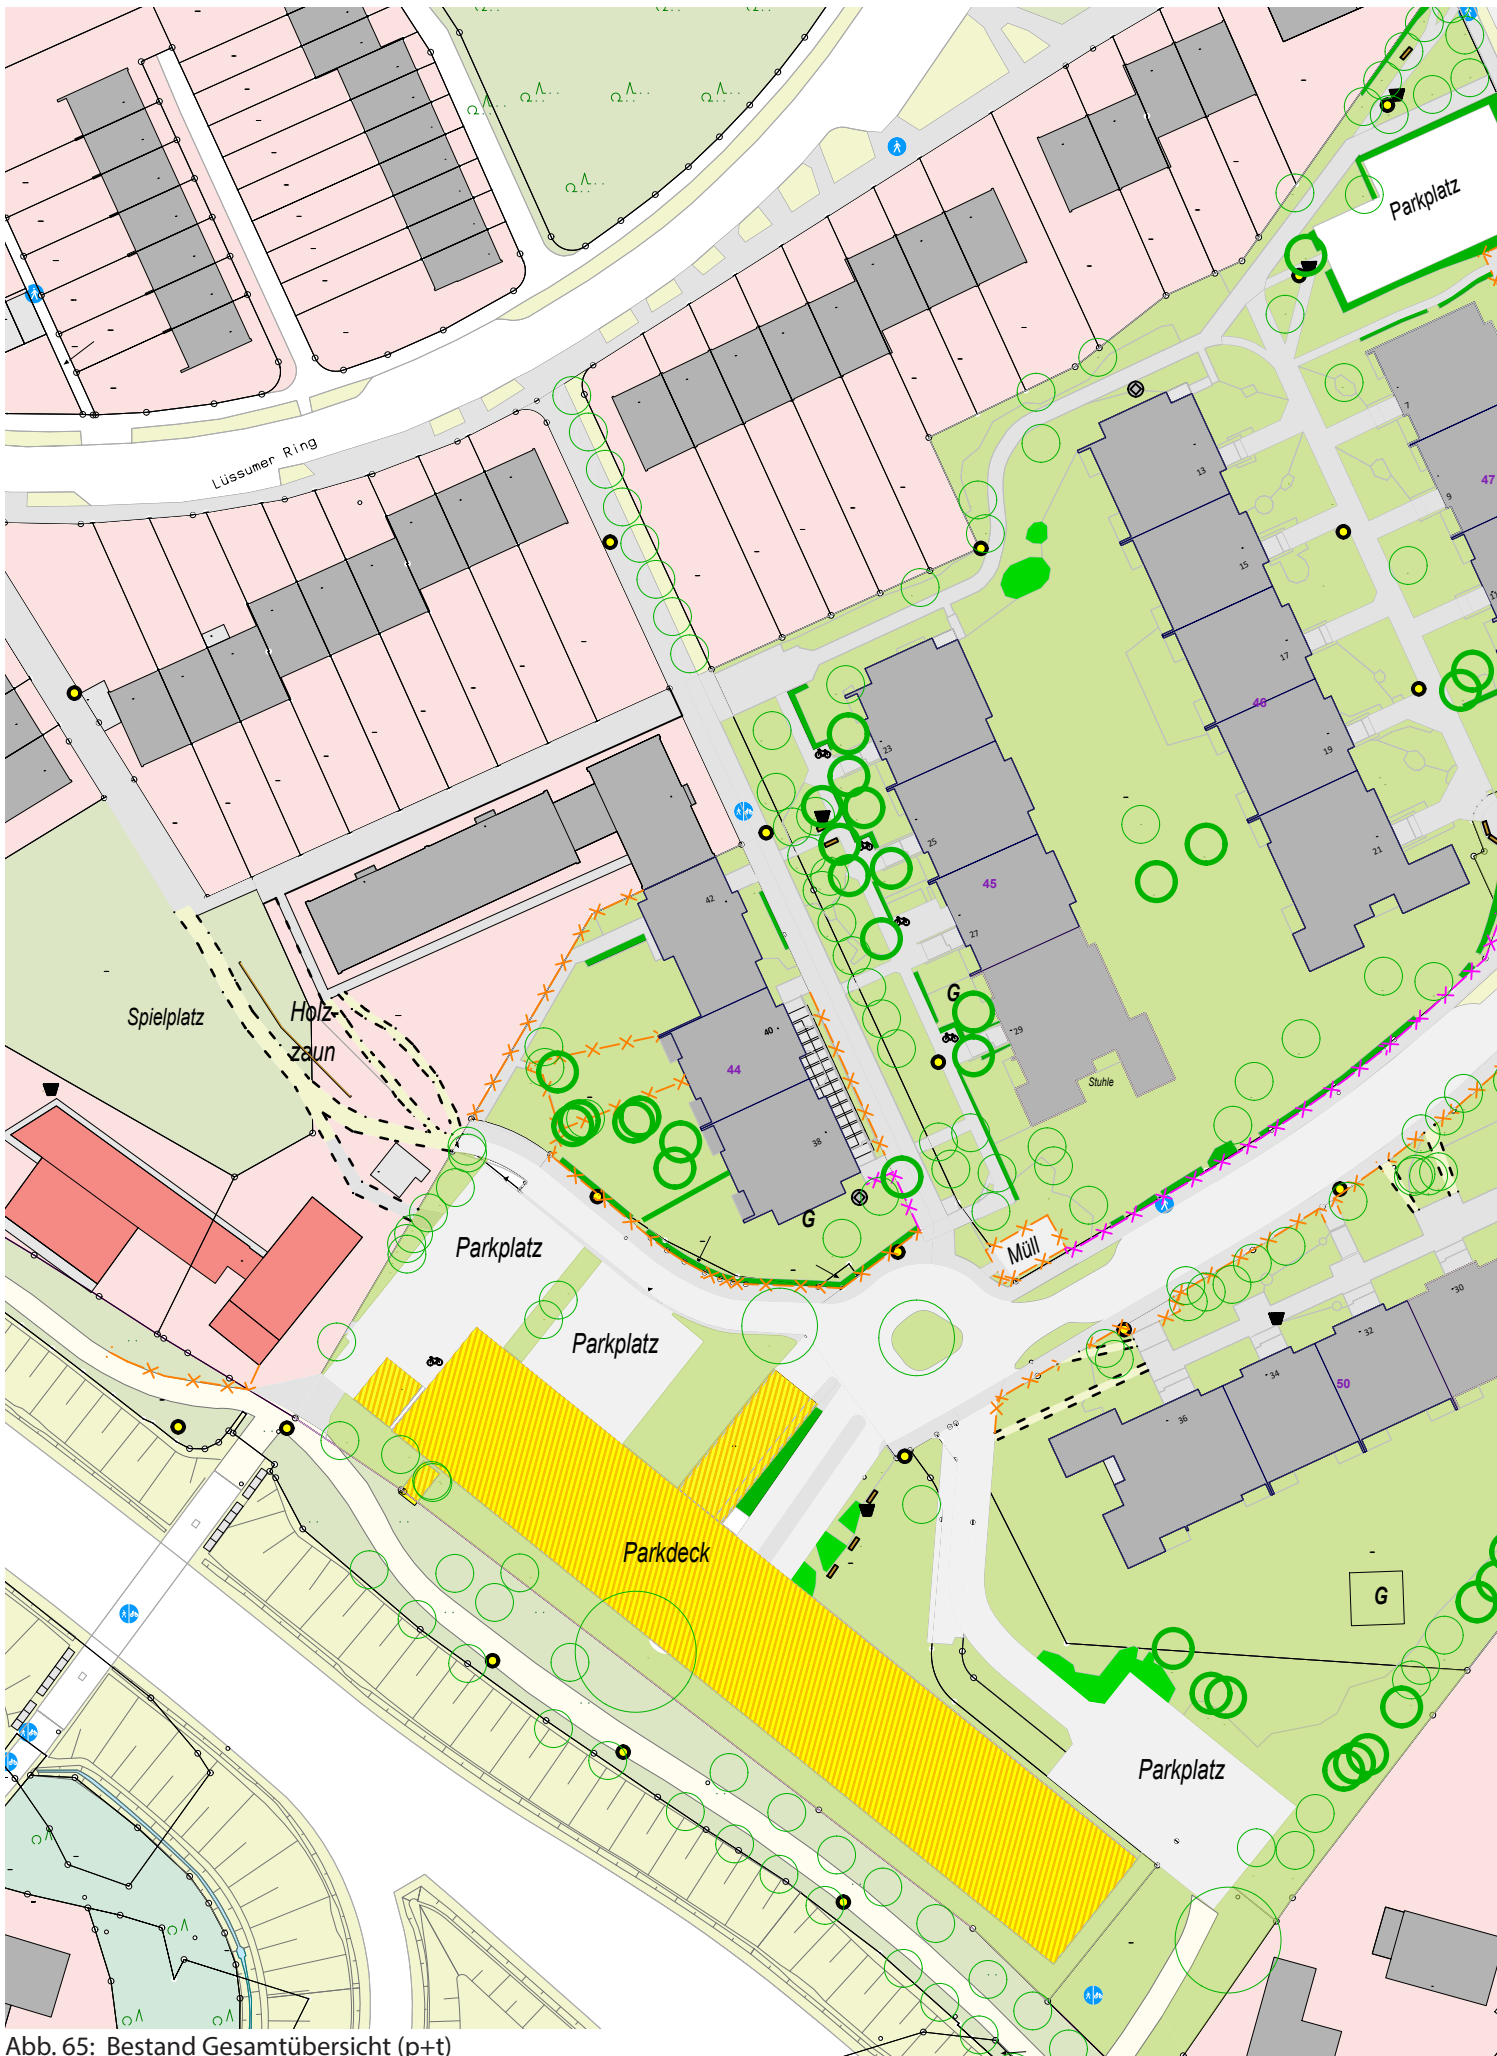 Parkplatz
Lüssumer Ring
7
47
13
9
15
17
46
19
23
21
25
42
45
27
G
Spielplatz
Holz-
zaun
40
29
44
Stuhle
38
G
Parkplatz
Müll
Parkplatz
30
32
34
50
36
Parkdeck
G
Parkplatz
Abb. 65: Bestand Gesamtübersicht (p+t)